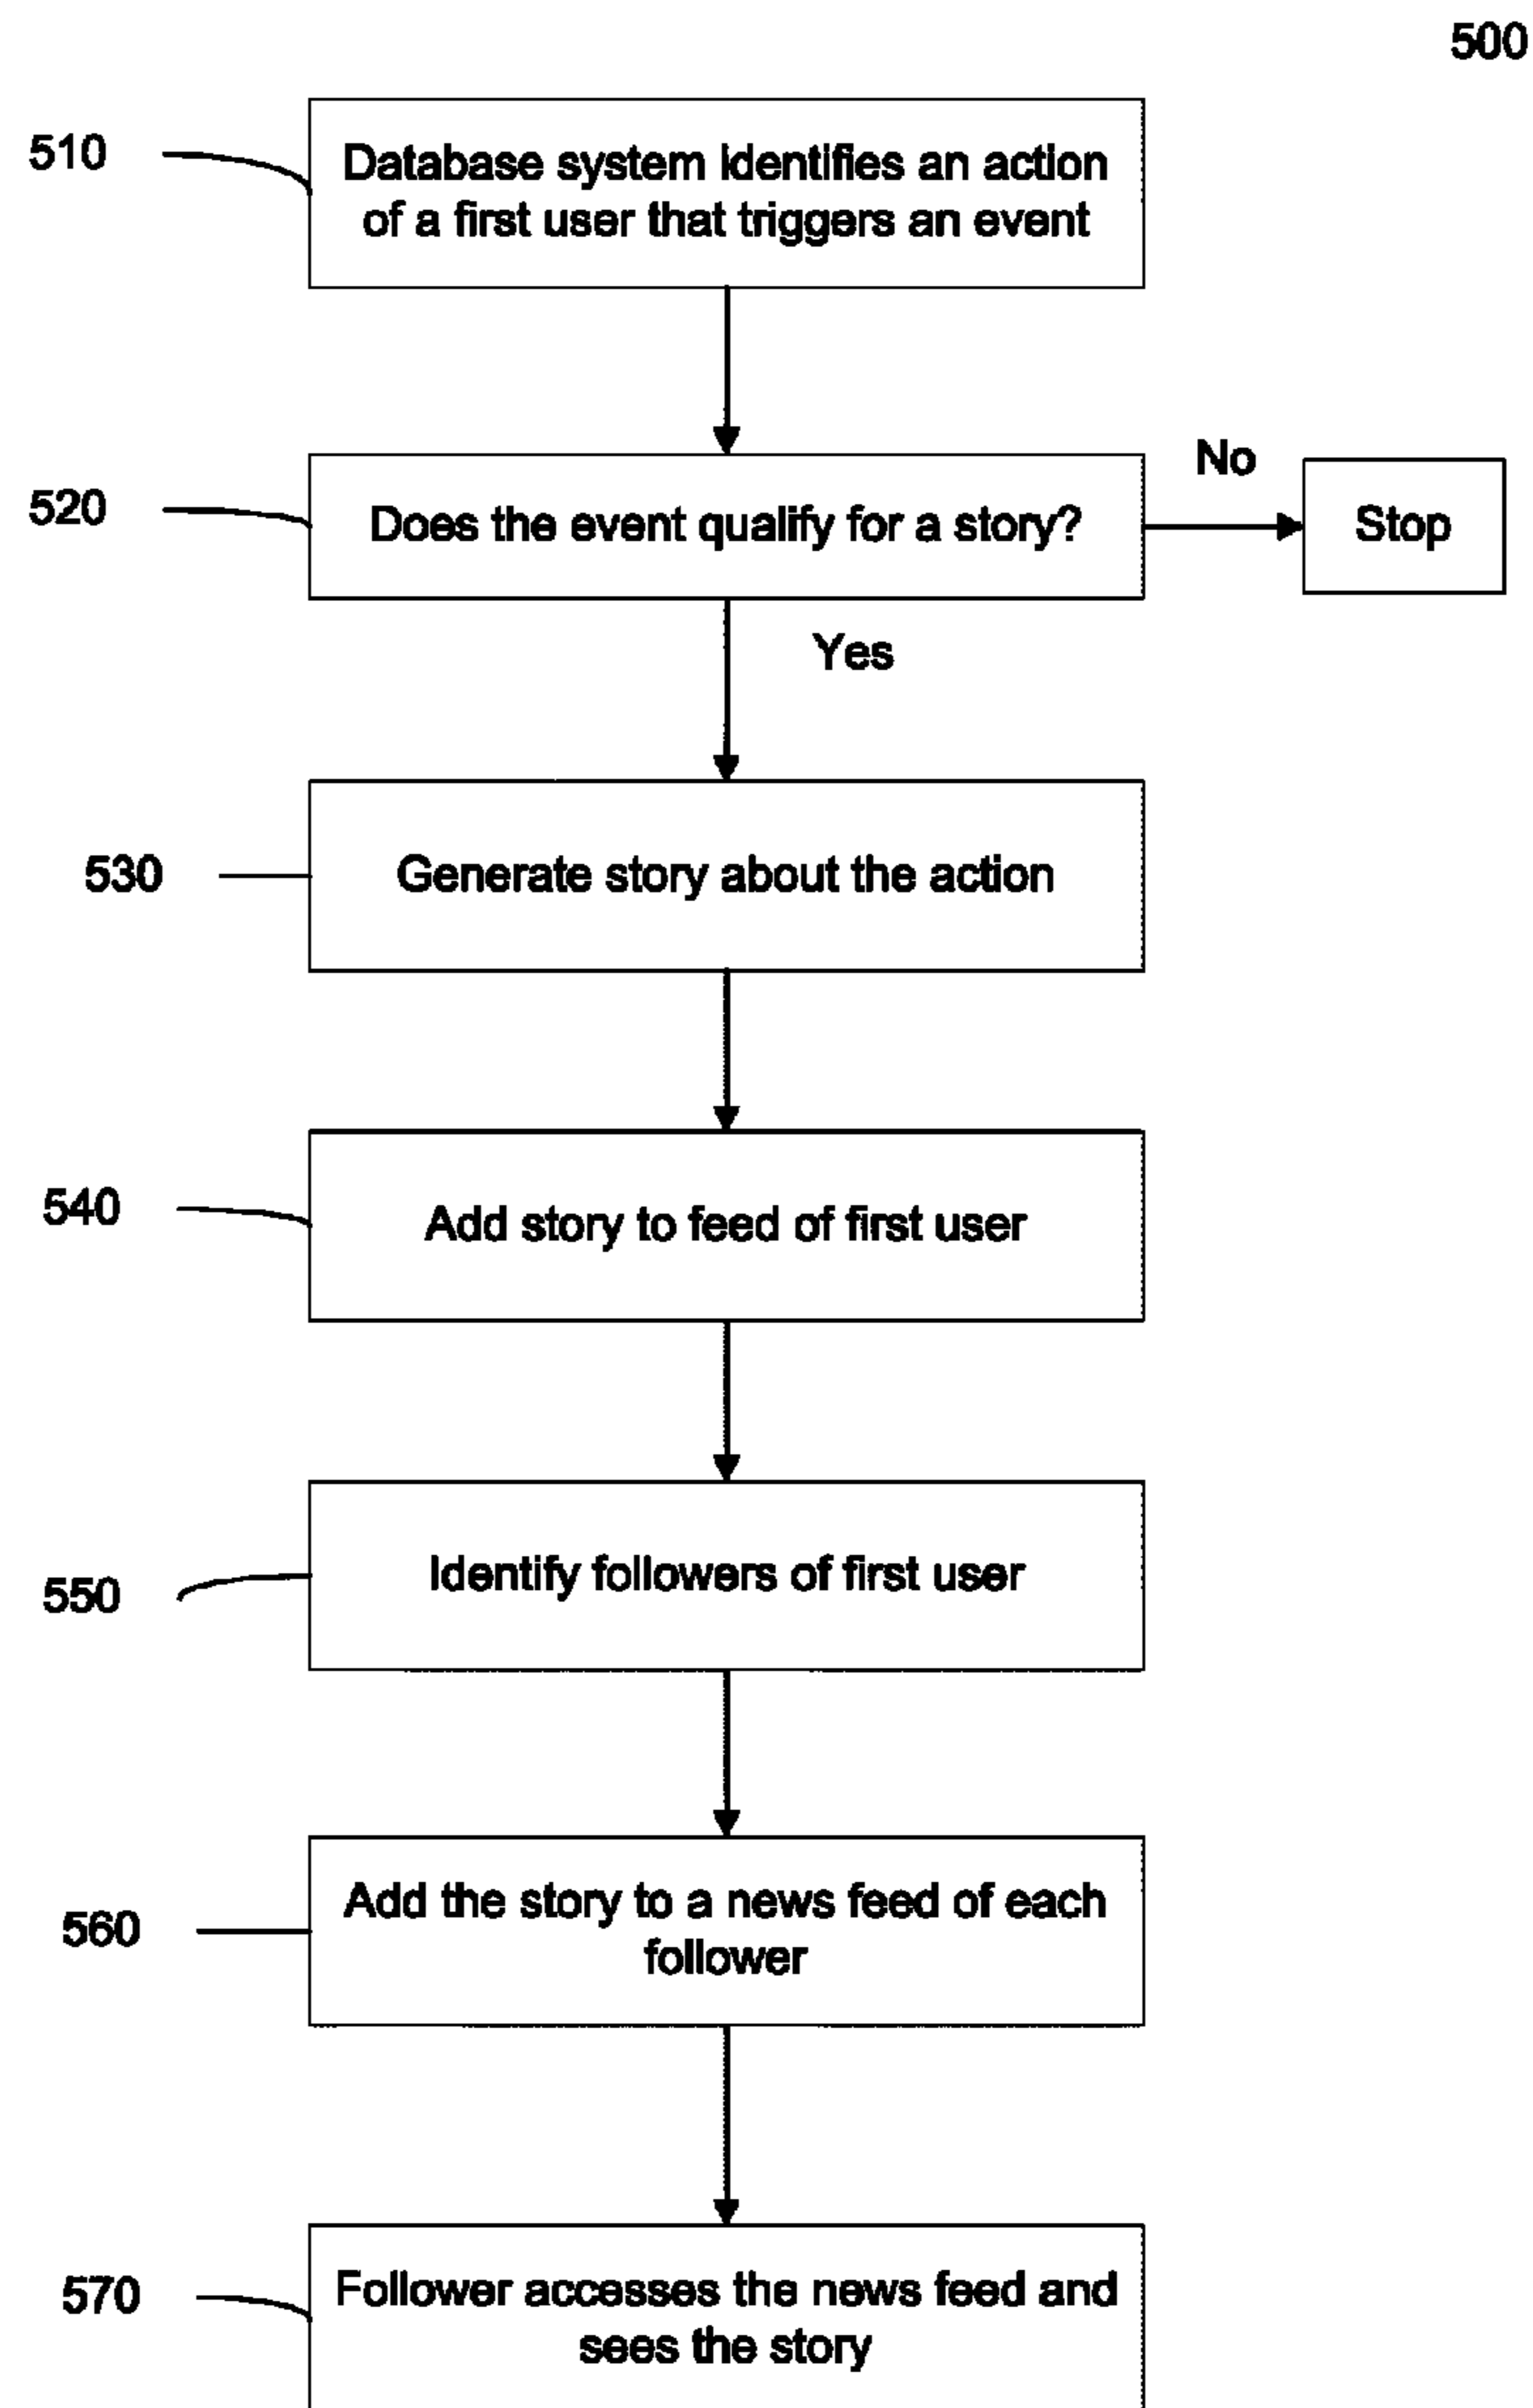 500
510
Database system identifies an action
of a first user that triggers an event
520
Does the event qualify for a story?
No
Stop
Yes
530
Generate story about the action
540
Add story to feed of first user
550
Identify followers of first user
560
Add the story to a news feed of each
follower
570
Follower accesses the news feed and
sees the story